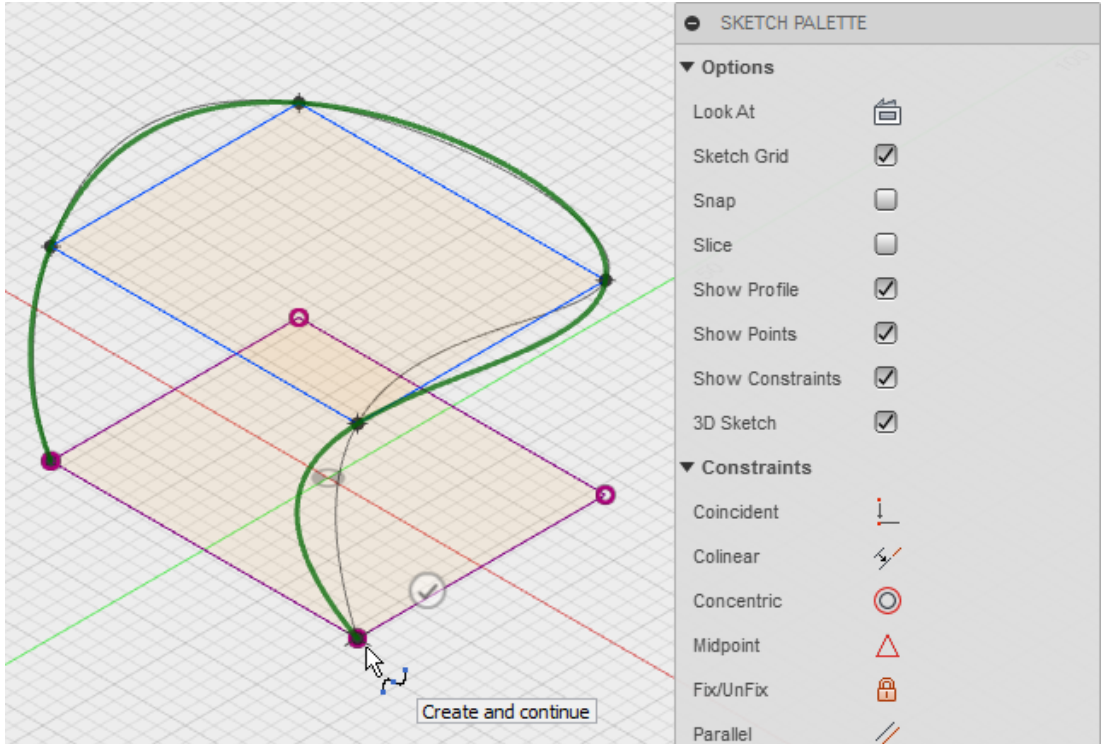 SKETCH PALETTE
Options
Look At
Sketch Grid
Snap
Slice
Show Profile
Show Points
Show Constraints
3D Sketch
Constraints
Coincident
Colinear
Concentric
Midpoint
Fix/UnFix
Parallel
Create and continue